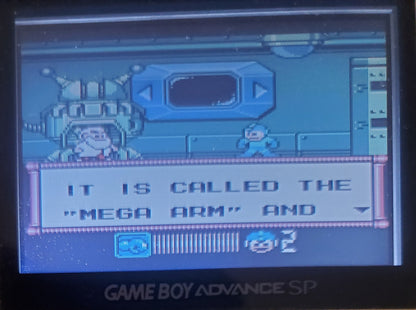 IT IS CALLED THE
"MEGA ARM" AND
2
GAME BOY ADVANCE SP